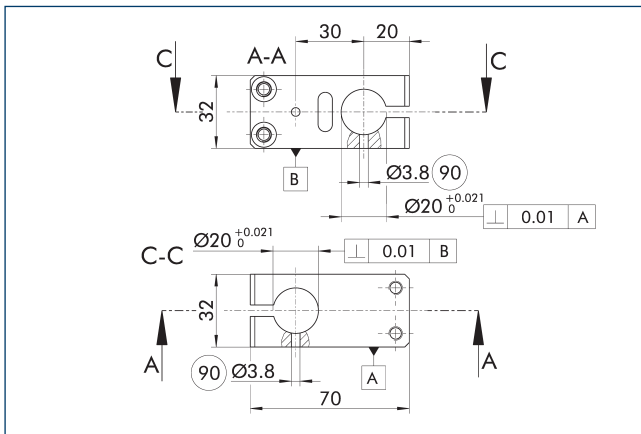 30 20
C A-A C
32
B
Ø3.8 90
Ø20 +0.021 0
⊥ 0.01 A
C-C Ø20 +0.021 0
⊥ 0.01 B
32
A A
90 Ø3.8
A
70